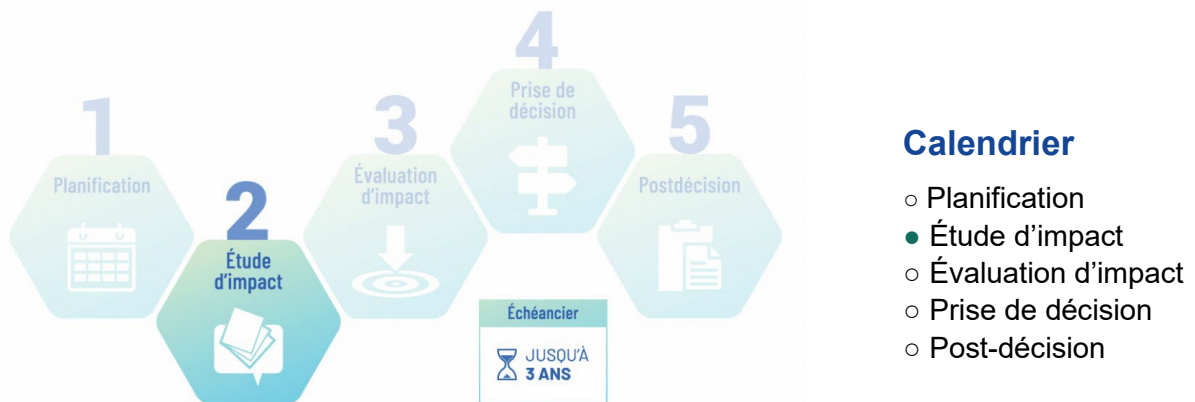 1
Planification
2
Étude
d'impact
3
Évaluation
d'impact
4
Prise de
décision
5
Postdécision
Échéancier
JUSQU'À
3 ANS
Calendrier
○ Planification
● Étude d’impact
○ Évaluation d’impact
○ Prise de décision
○ Post-décision